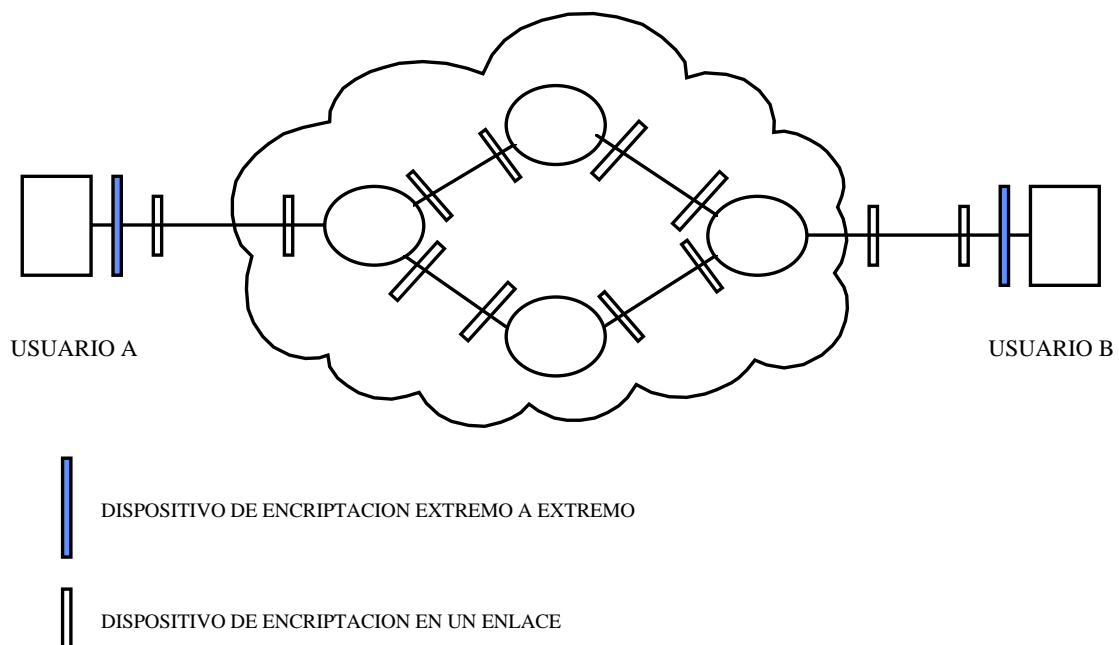 USUARIO A
USUARIO B
DISPOSITIVO DE ENCRIPTACION EXTREMO A EXTREMO
DISPOSITIVO DE ENCRIPTACION EN UN ENLACE